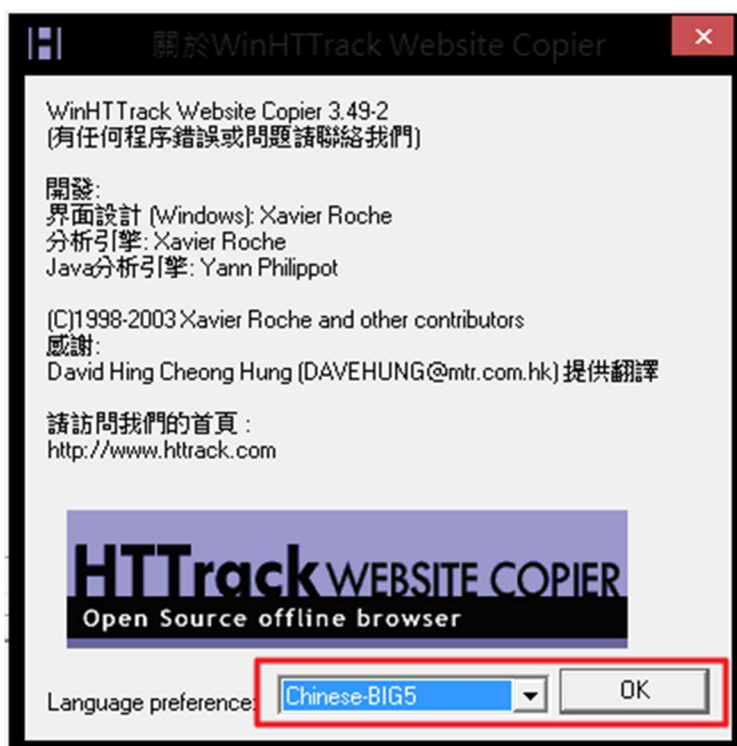 關於WinHTTrack Website Copier
WinHTTrack Website Copier 3.49-2
(有任何程序錯誤或問題請聯絡我們)
開發:
界面設計 (Windows): Xavier Roche
分析引擎: Xavier Roche
Java分析引擎: Yann Philippot
(C)1998-2003 Xavier Roche and other contributors
感謝:
David Hing Cheong Hung (DAVEHUNG@mtr.com.hk) 提供翻譯
請訪問我們的首頁 :
http://www.httrack.com
HTTrack WEBSITE COPIER
Open Source offline browser
Language preference: Chinese-BIG5 OK